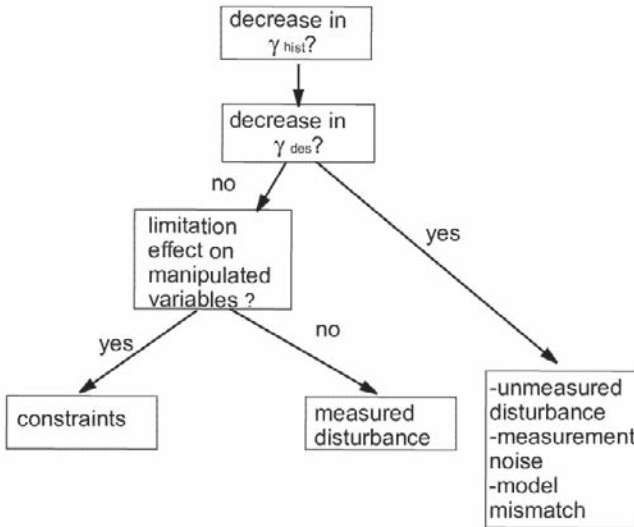 decrease in
γ hist?
decrease in
γ des?
no
yes
limitation
effect on
manipulated
variables ?
yes
no
constraints
measured
disturbance
-unmeasured
disturbance
-measurement
noise
-model
mismatch